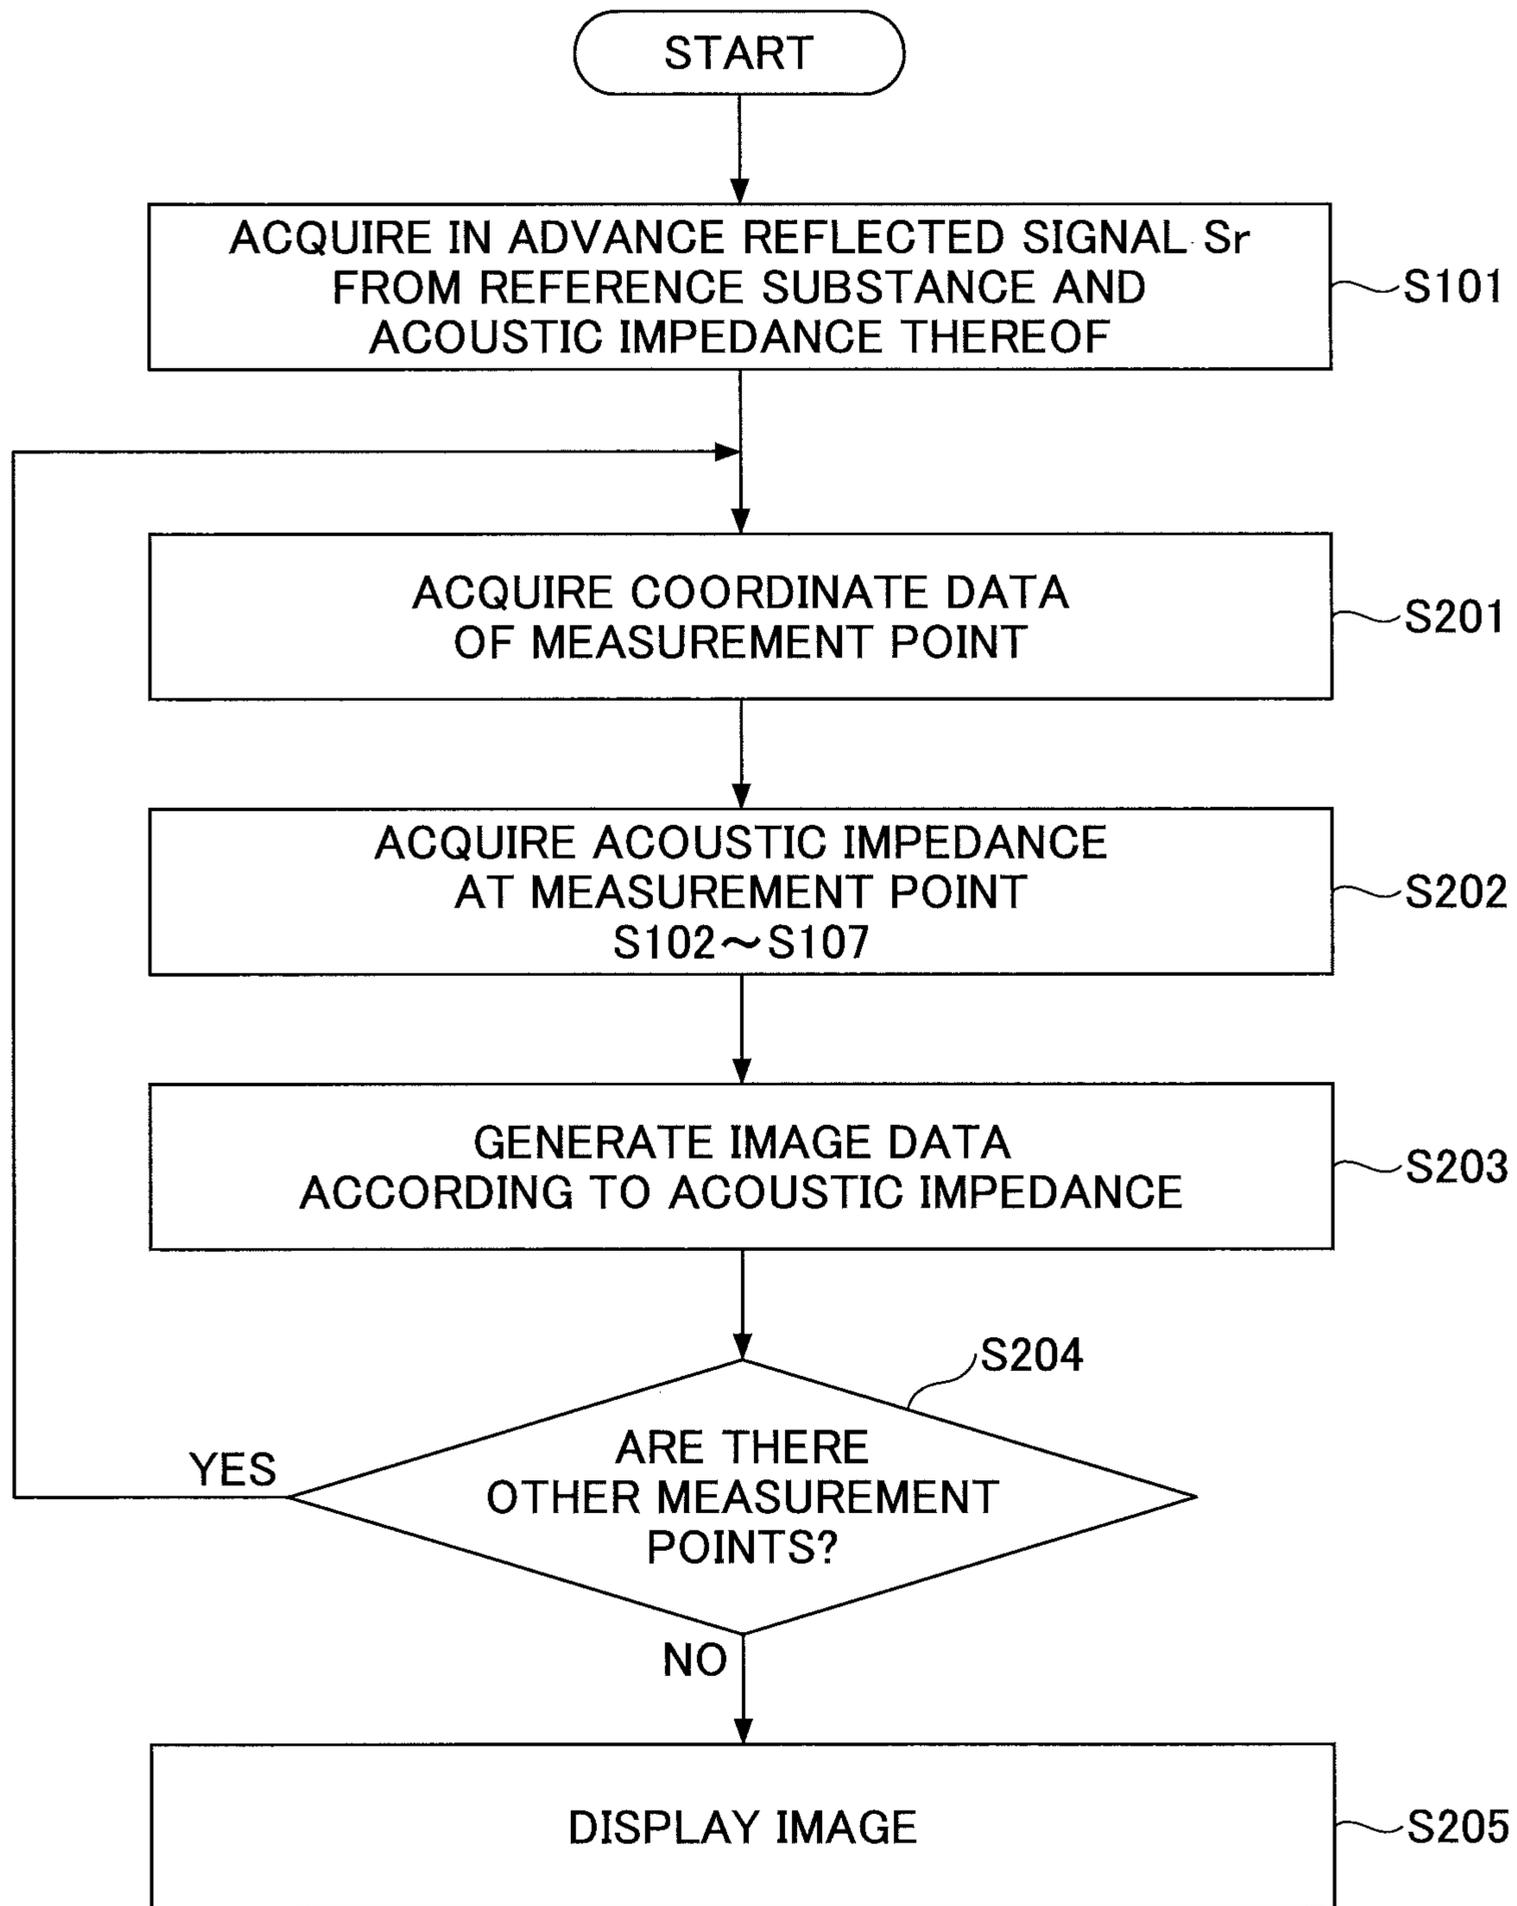 START
ACQUIRE IN ADVANCE REFLECTED SIGNAL Sr
FROM REFERENCE SUBSTANCE AND
ACOUSTIC IMPEDANCE THEREOF
S101
ACQUIRE COORDINATE DATA
OF MEASUREMENT POINT
S201
ACQUIRE ACOUSTIC IMPEDANCE
AT MEASUREMENT POINT
S102～S107
S202
GENERATE IMAGE DATA
ACCORDING TO ACOUSTIC IMPEDANCE
S203
S204
ARE THERE
OTHER MEASUREMENT
POINTS?
YES
NO
DISPLAY IMAGE
S205